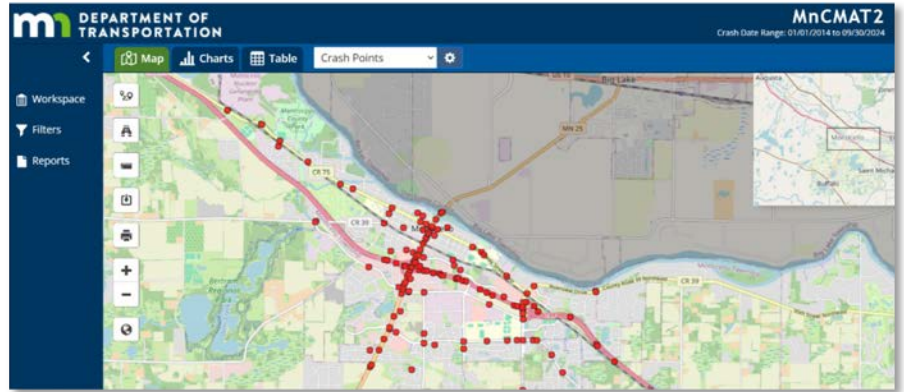 mn DEPARTMENT OF
TRANSPORTATION
MnCMAT2
Crash Date Range: 01/01/2014 to 09/30/2024
Map
Charts
Table
Crash Points
Workspace
Filters
Reports
Big Lake
MN 25
CR 75
CR 39
CR 39
Buffalo